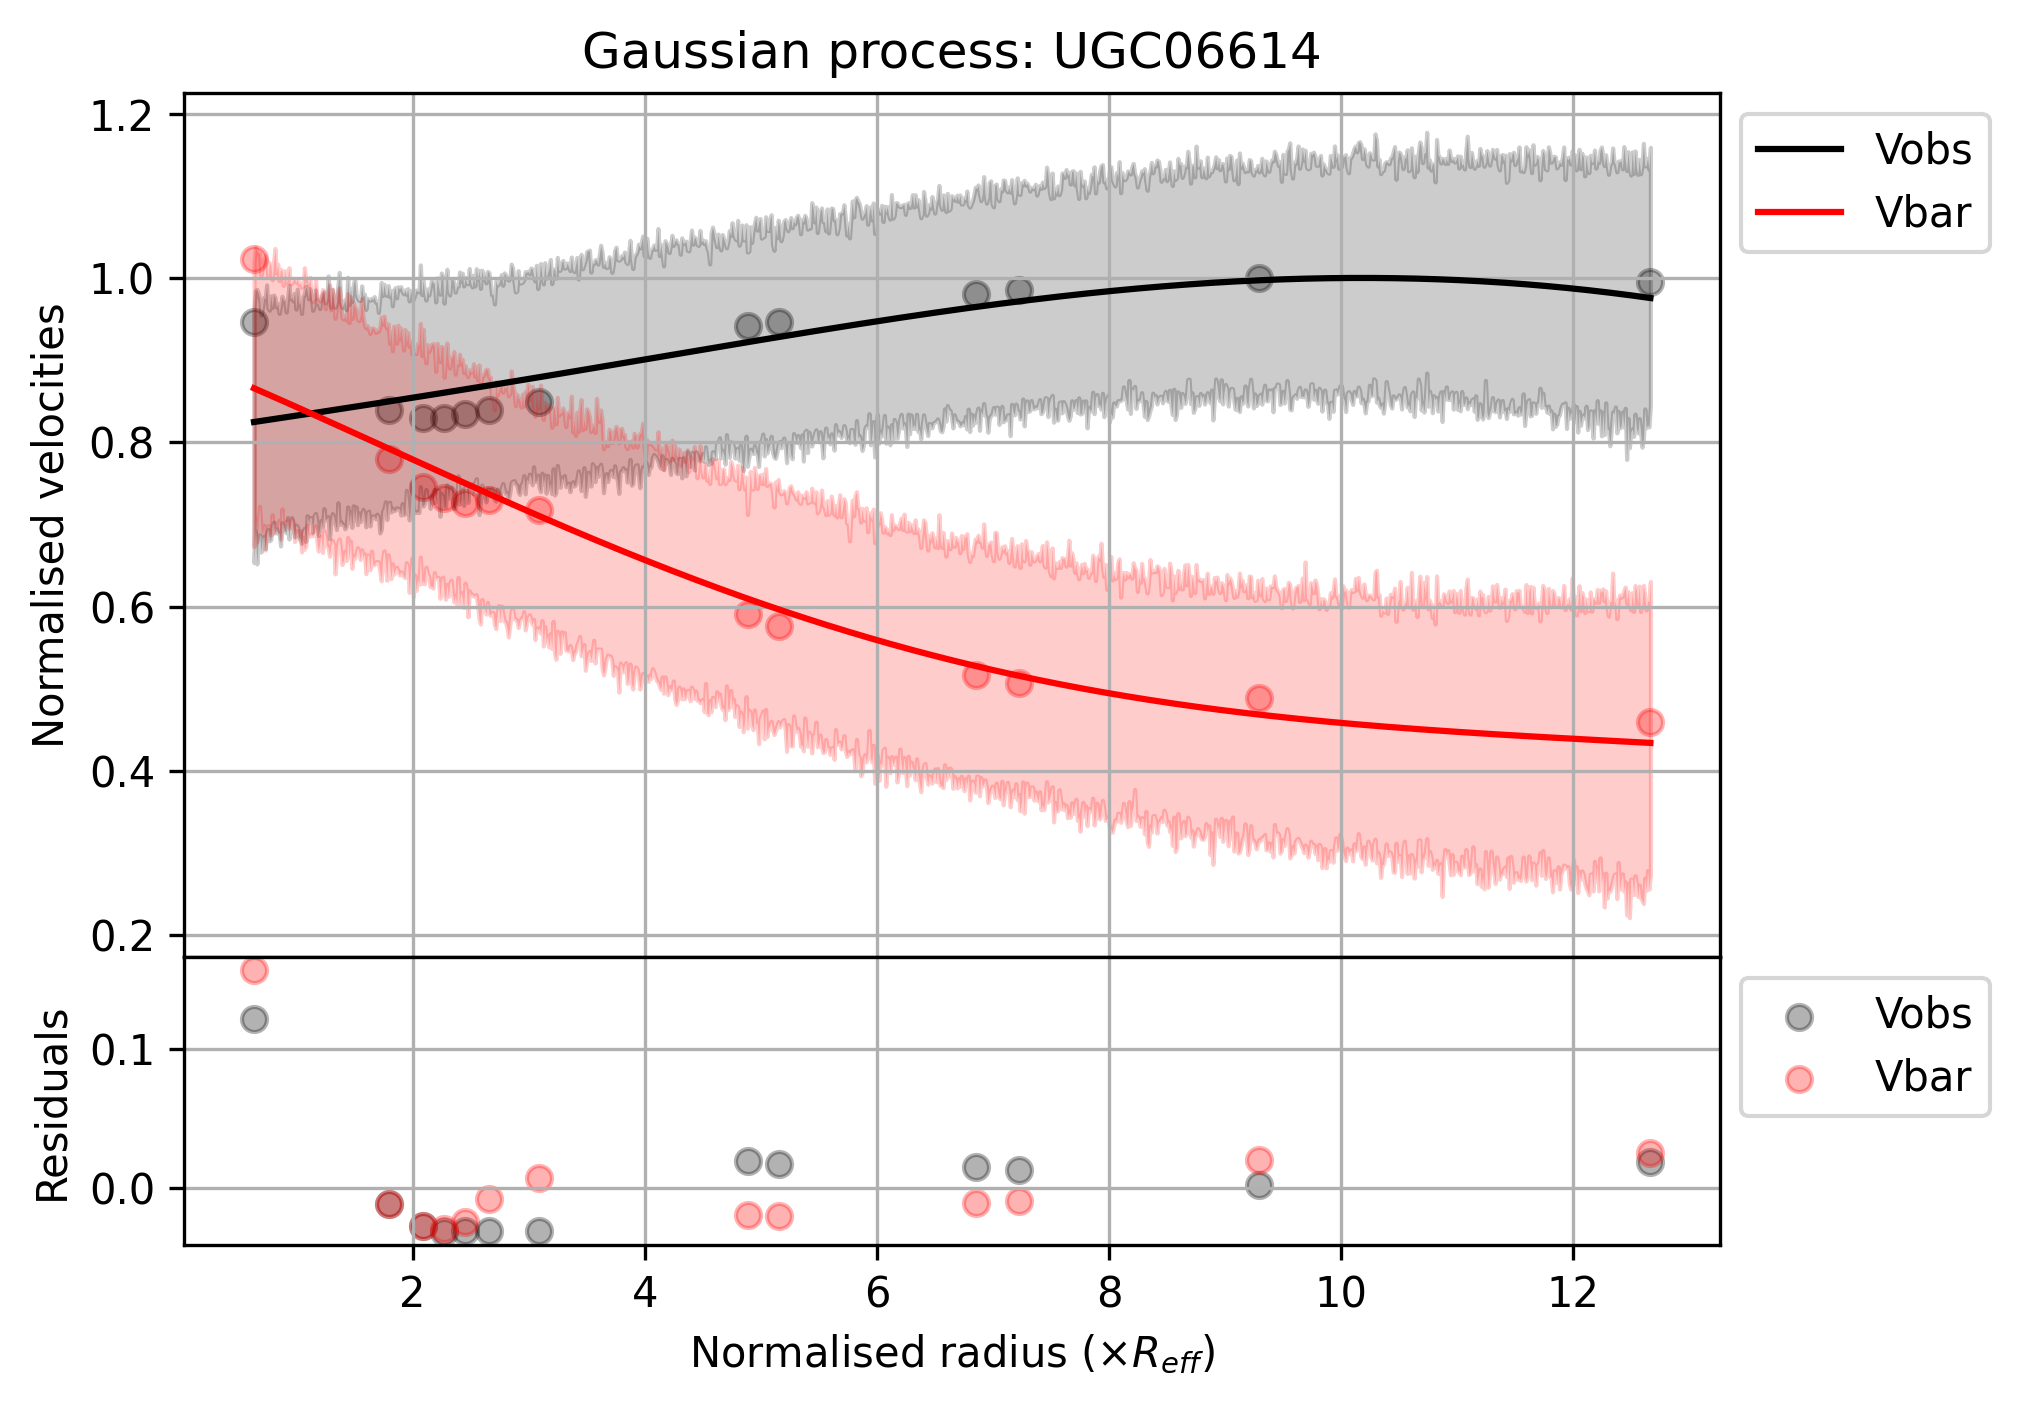 Gaussian process: UGC06614
1.2
1.0
0.8
0.6
0.4
0.2
Normalised velocities
Vobs
Vbar
0.1
0.0
Residuals
Vobs
Vbar
2 4 6 8 10 12
Normalised radius (×R_eff)